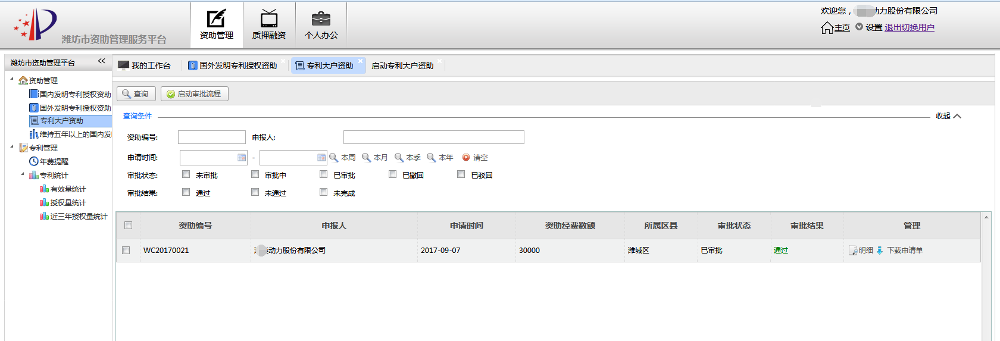 潍坊市资助管理服务平台
资助管理
质押融资
个人办公
欢迎您，动力股份有限公司
主页 设置 退出切换用户
潍坊市资助管理平台 <<
资助管理
国内发明专利授权资助
国外发明专利授权资助
专利大户资助
维持五年以上的国内发
专利管理
年费提醒
专利统计
有效量统计
授权量统计
近三年授权量统计
我的工作台 国外发明专利授权资助 专利大户资助 启动专利大户资助
查询 启动审批流程
查询条件 收起
资助编号: 申报人:
申请时间: - 本周 本月 本季 本年 清空
审批状态: 未审批 审批中 已审批 已撤回 已驳回
审批结果: 通过 未通过 未完成
资助编号 申报人 申请时间 资助经费数额 所属区县 审批状态 审批结果 管理
WC20170021 动力股份有限公司 2017-09-07 30000 潍城区 已审批 通过 明细 下载申请单